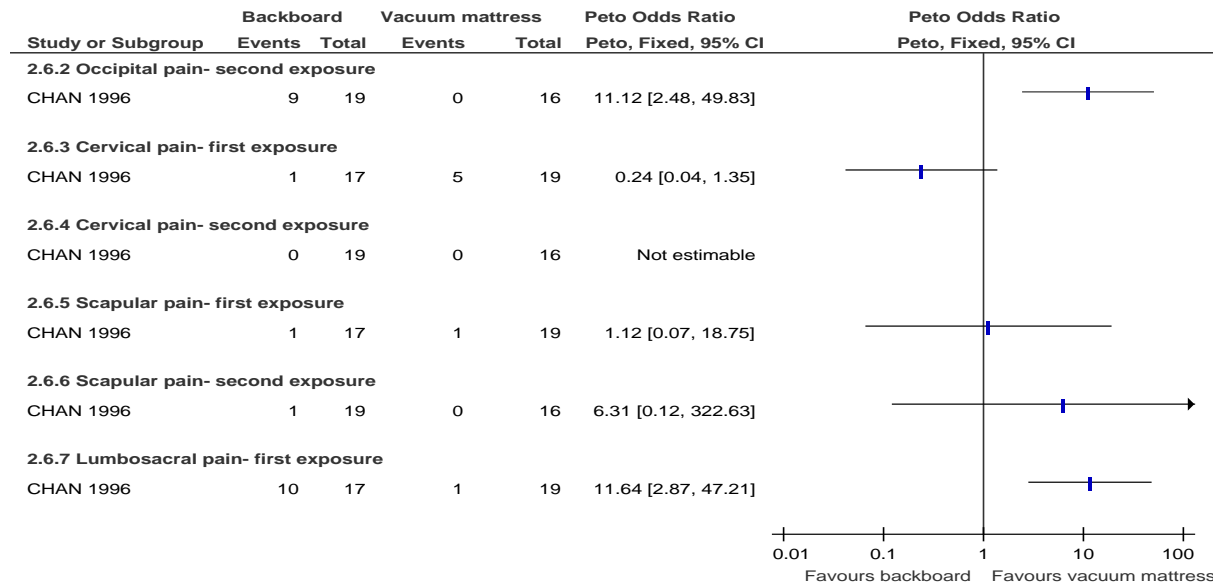 Backboard Vacuum mattress Peto Odds Ratio Peto Odds Ratio
Study or Subgroup Events Total Events Total Peto, Fixed, 95% CI Peto, Fixed, 95% CI
2.6.2 Occipital pain- second exposure
CHAN 1996 9 19 0 16 11.12 [2.48, 49.83]
2.6.3 Cervical pain- first exposure
CHAN 1996 1 17 5 19 0.24 [0.04, 1.35]
2.6.4 Cervical pain- second exposure
CHAN 1996 0 19 0 16 Not estimable
2.6.5 Scapular pain- first exposure
CHAN 1996 1 17 1 19 1.12 [0.07, 18.75]
2.6.6 Scapular pain- second exposure
CHAN 1996 1 19 0 16 6.31 [0.12, 322.63]
2.6.7 Lumbosacral pain- first exposure
CHAN 1996 10 17 1 19 11.64 [2.87, 47.21]
0.01 0.1 1 10 100
Favours backboard Favours vacuum mattress